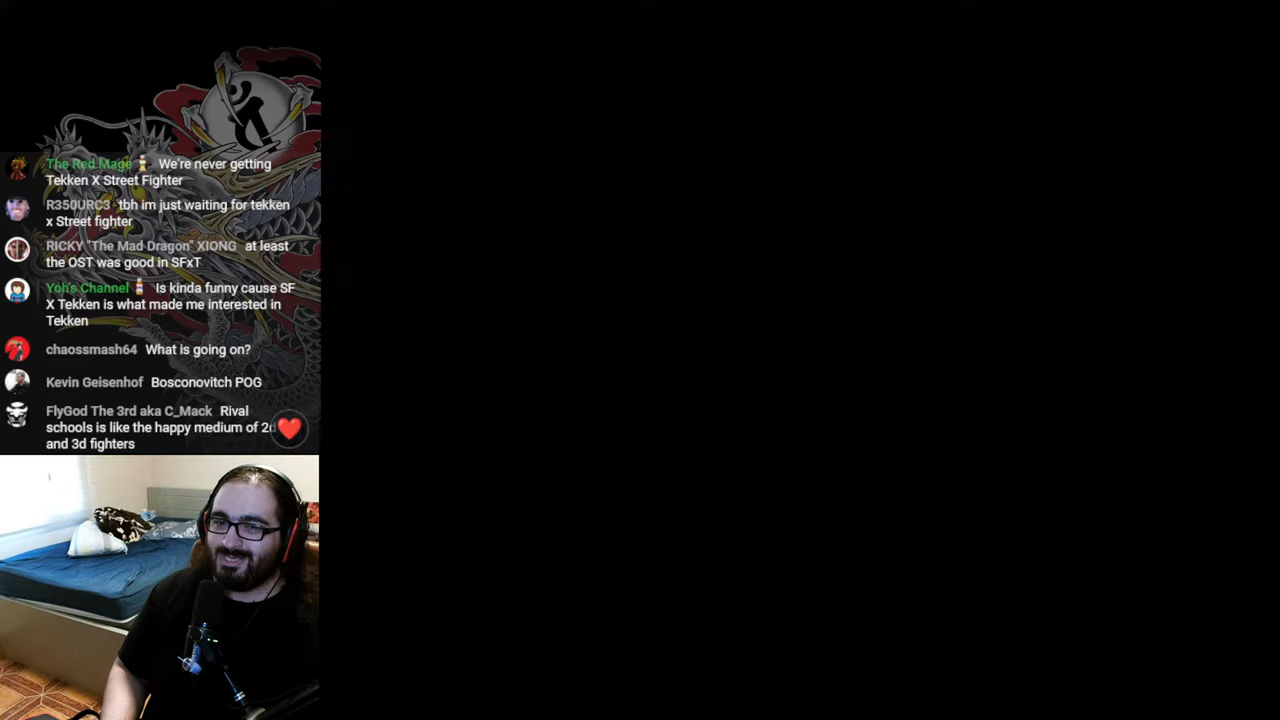 The Red Mage We're never getting
Tekken X Street Fighter
R350URC3 tbh im just waiting for tekken
x Street fighter
RICKY "The Mad Dragon" XIONG at least
the OST was good in SFxT
Yoh's Channel Is kinda funny cause SF
X Tekken is what made me interested in
Tekken
chaossmash64 What is going on?
Kevin Geisenhof Bosconovitch POG
FlyGod The 3rd aka C_Mack Rival
schools is like the happy medium of 2d
and 3d fighters